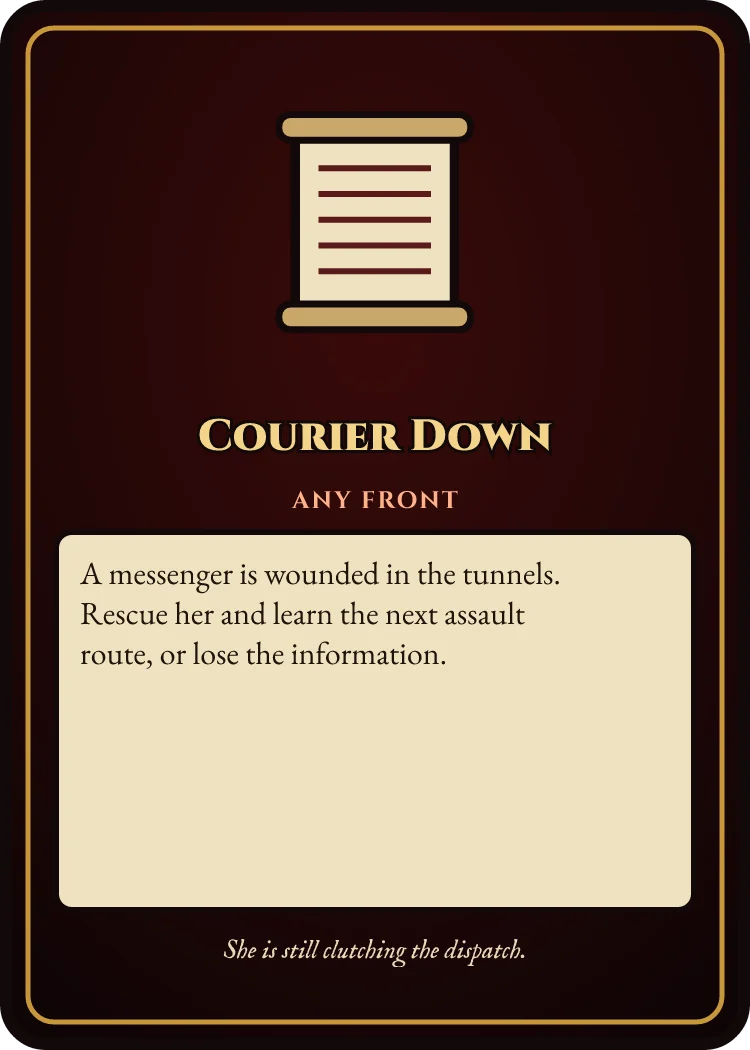 Courier Down
ANY FRONT
A messenger is wounded in the tunnels.
Rescue her and learn the next assault
route, or lose the information.
She is still clutching the dispatch.